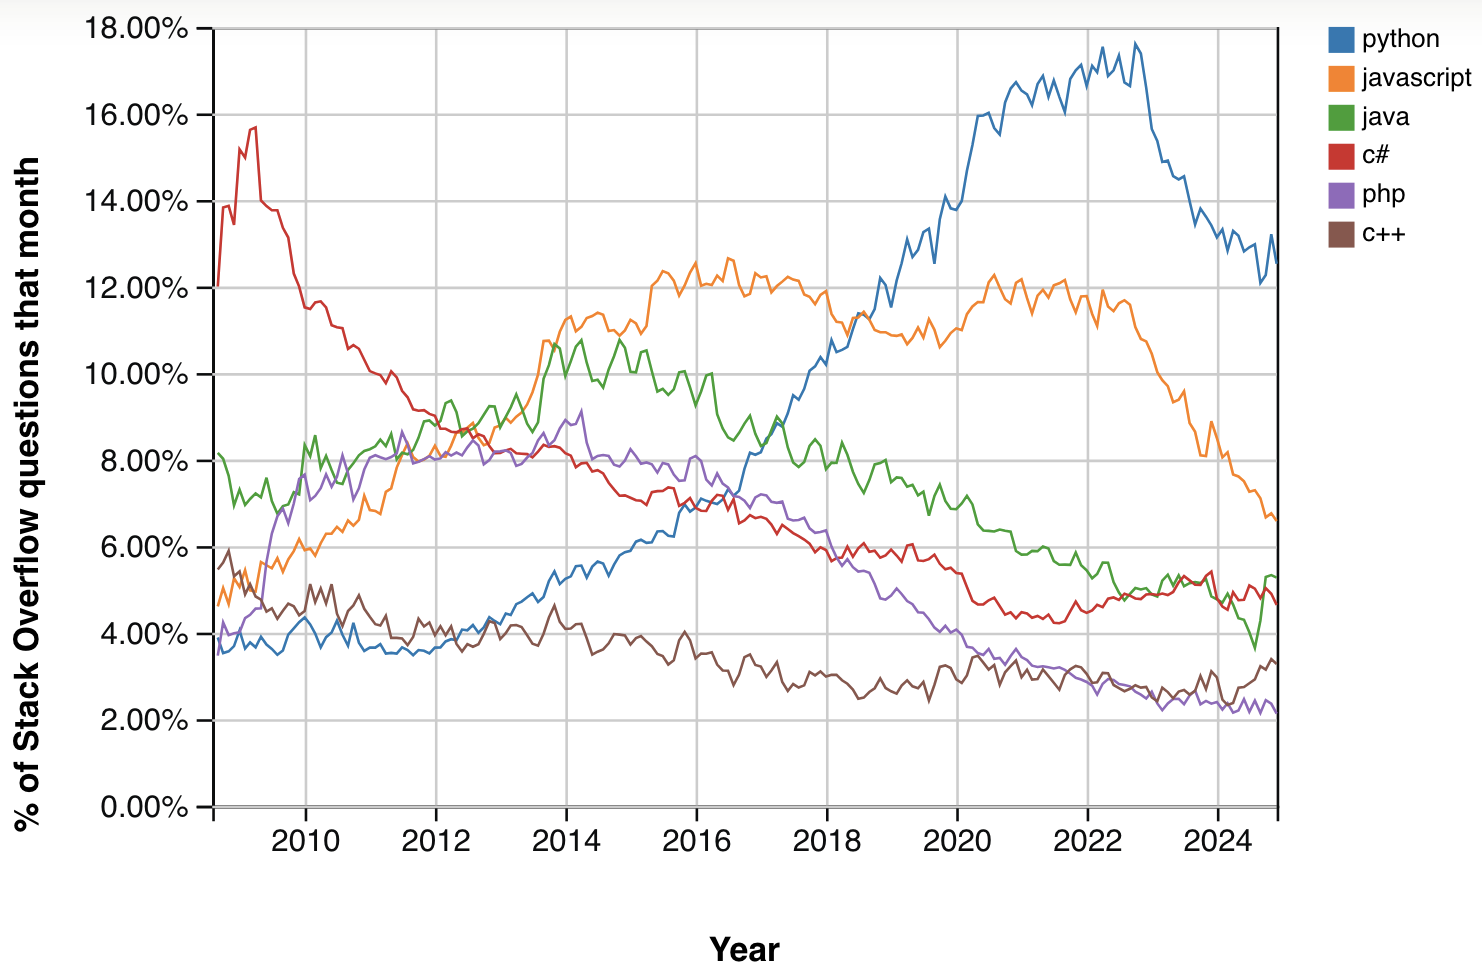 18.00%
16.00%
14.00%
12.00%
10.00%
8.00%
6.00%
4.00%
2.00%
0.00%
% of Stack Overflow questions that month
2010 2012 2014 2016 2018 2020 2022 2024
Year
python
javascript
java
c#
php
c++